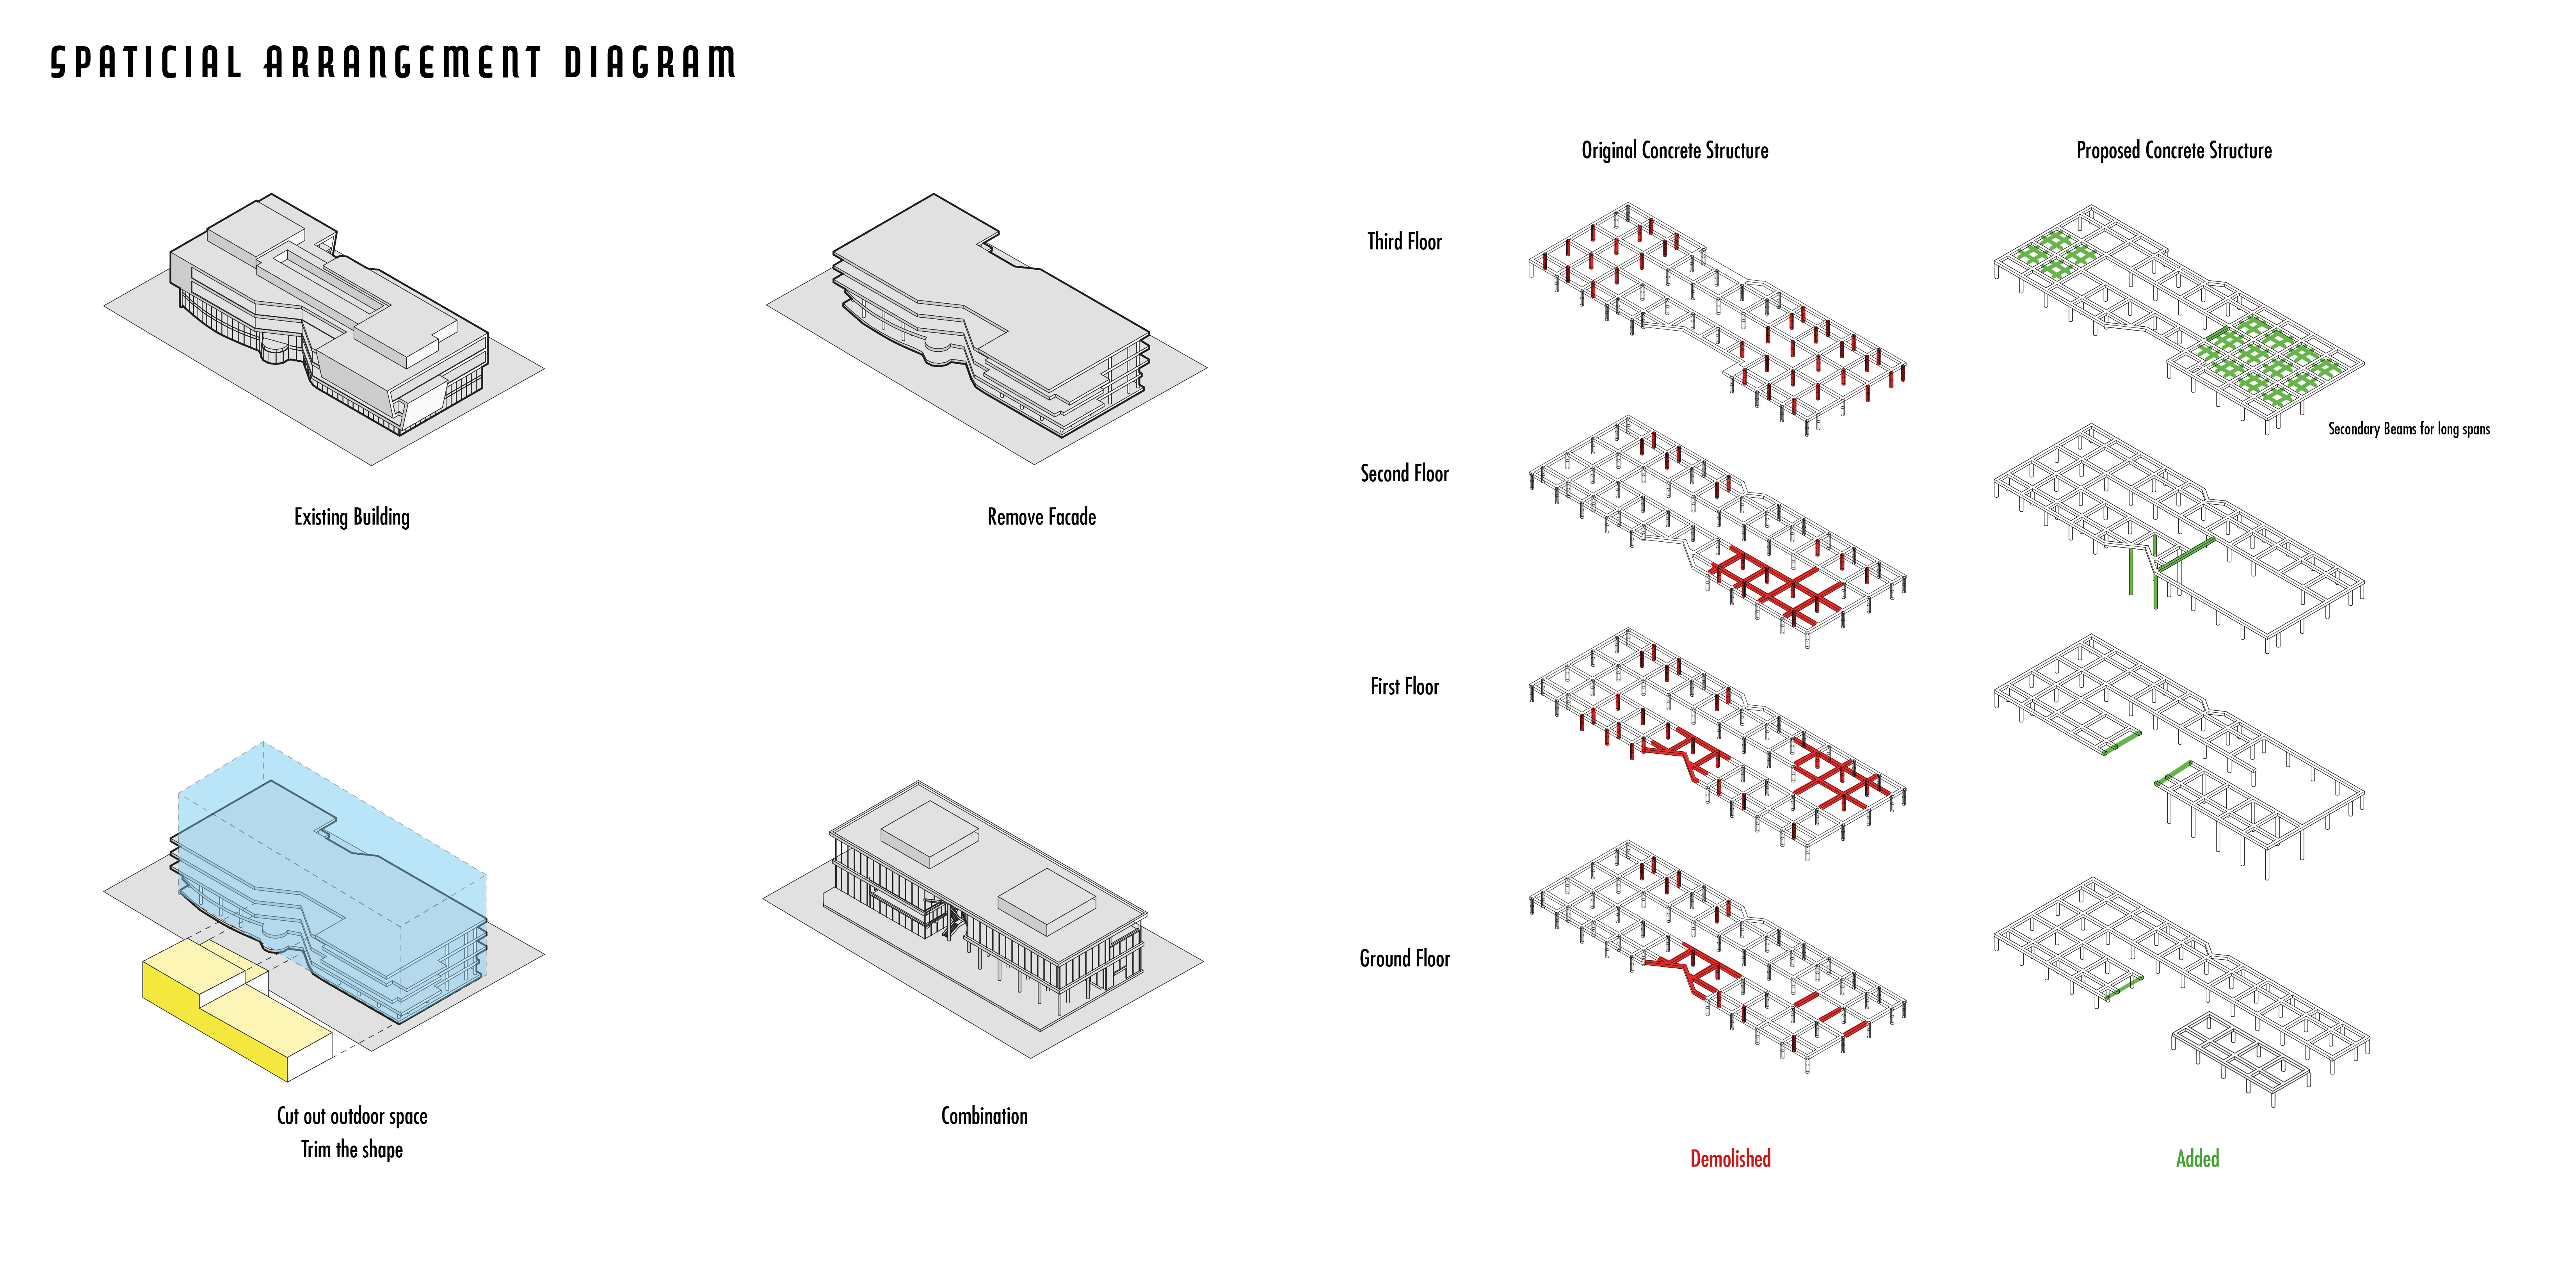 SPATICIAL ARRANGEMENT DIAGRAM
Existing Building
Remove Facade
Cut out outdoor space
Trim the shape
Combination
Original Concrete Structure
Proposed Concrete Structure
Third Floor
Secondary Beams for long spans
Second Floor
First Floor
Ground Floor
Demolished
Added